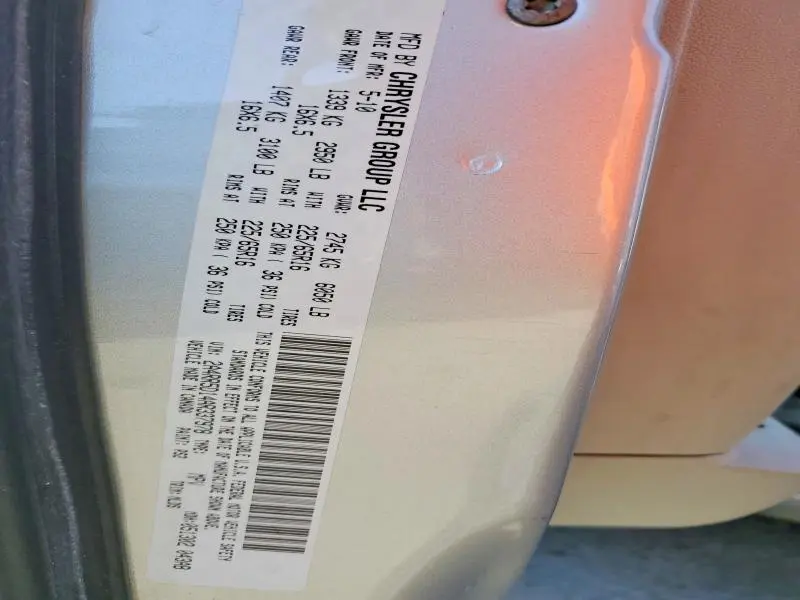 MFD BY CHRYSLER GROUP LLC
DATE OF MFR: 5-10 GVWR: 2745 KG 6050 LB
GAWR FRONT: 1339 KG 2950 LB WITH 225/65R16 TIRES
16X6.5 RIMS AT 250 KPA ( 36 PSI) COLD
GAWR REAR: 1407 KG 3100 LB WITH 225/65R16 TIRES
16X6.5 RIMS AT 250 KPA ( 36 PSI) COLD
THIS VEHICLE CONFORMS TO ALL APPLICABLE U.S.A. FEDERAL MOTOR VEHICLE SAFETY
STANDARDS IN EFFECT ON THE DATE OF MANUFACTURE SHOWN ABOVE.
VIN: TYPE: MPV
VEHICLE MADE IN CANADA PAINT: PS2 TRIM: